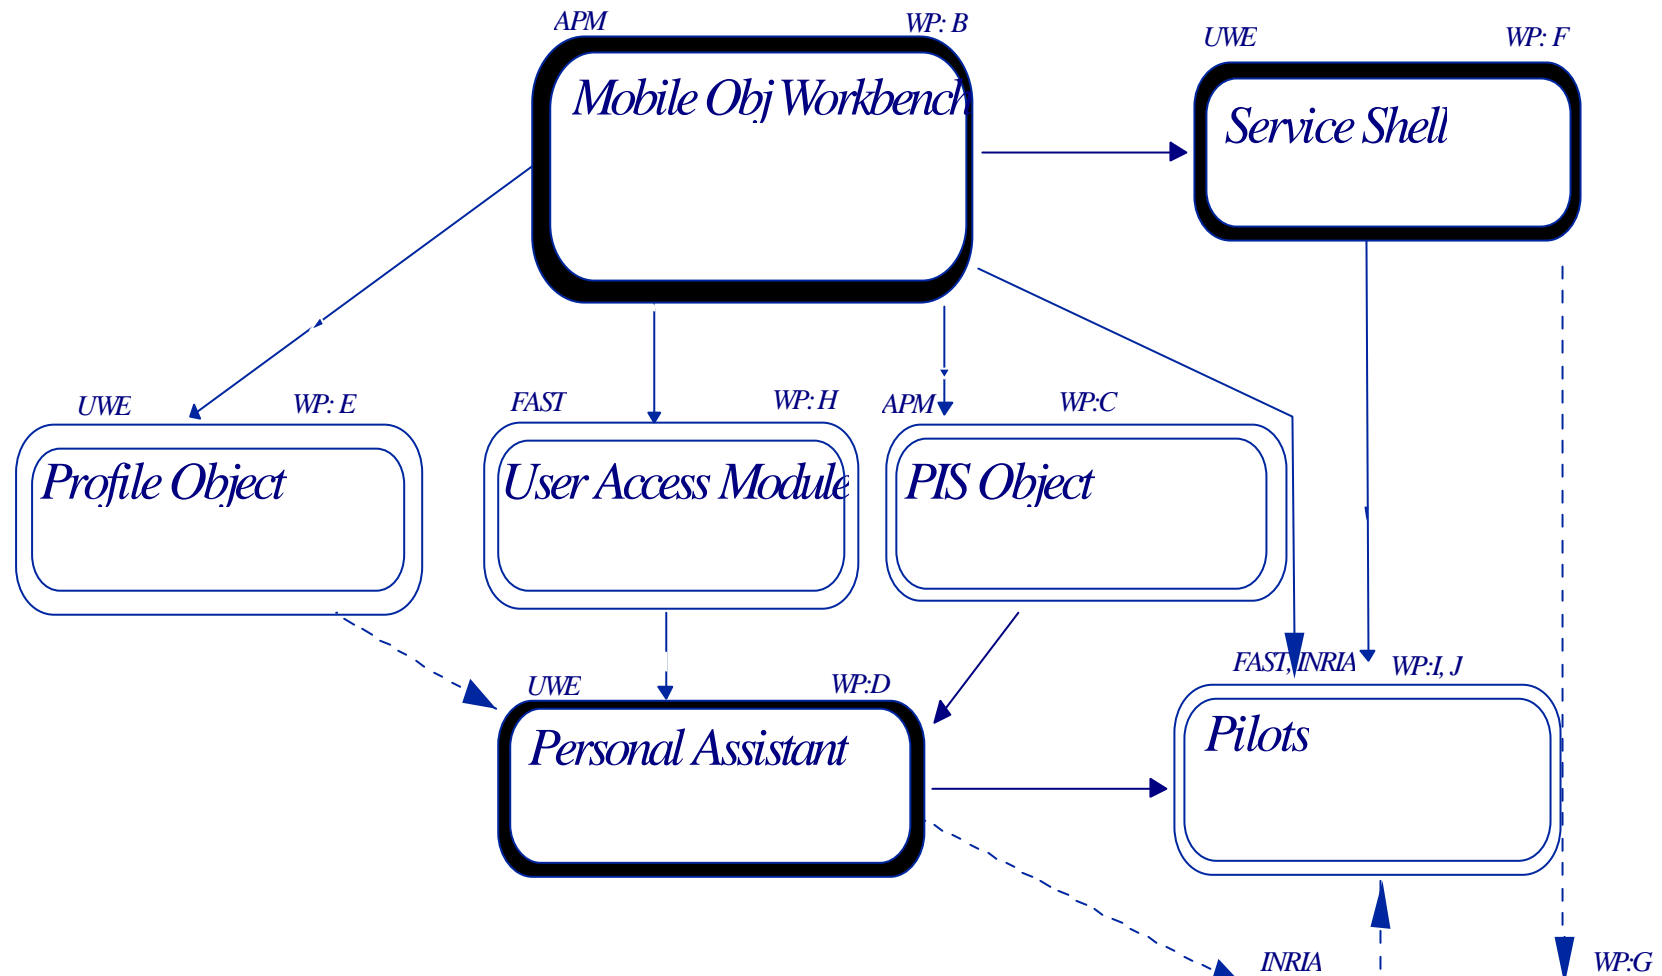 APM WP: B
UWE WP: F
Mobile Obj Workbench
Service Shell
UWE WP: E
FAST WP: H
APM WP:C
Profile Object
User Access Module
PIS Object
FAST, INRIA WP:I, J
UWE WP:D
Personal Assistant
Pilots
INRIA WP:G